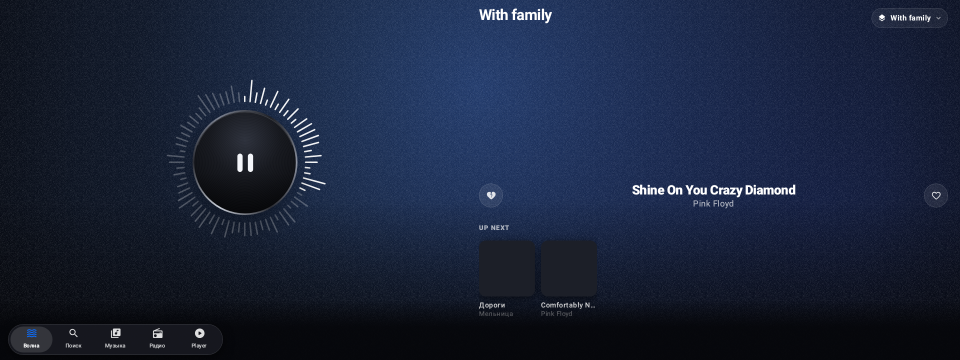 With family
With family
Shine On You Crazy Diamond
Pink Floyd
UP NEXT
Дороги
Мельница
Comfortably N...
Pink Floyd
Волна
Поиск
Музыка
Радио
Player